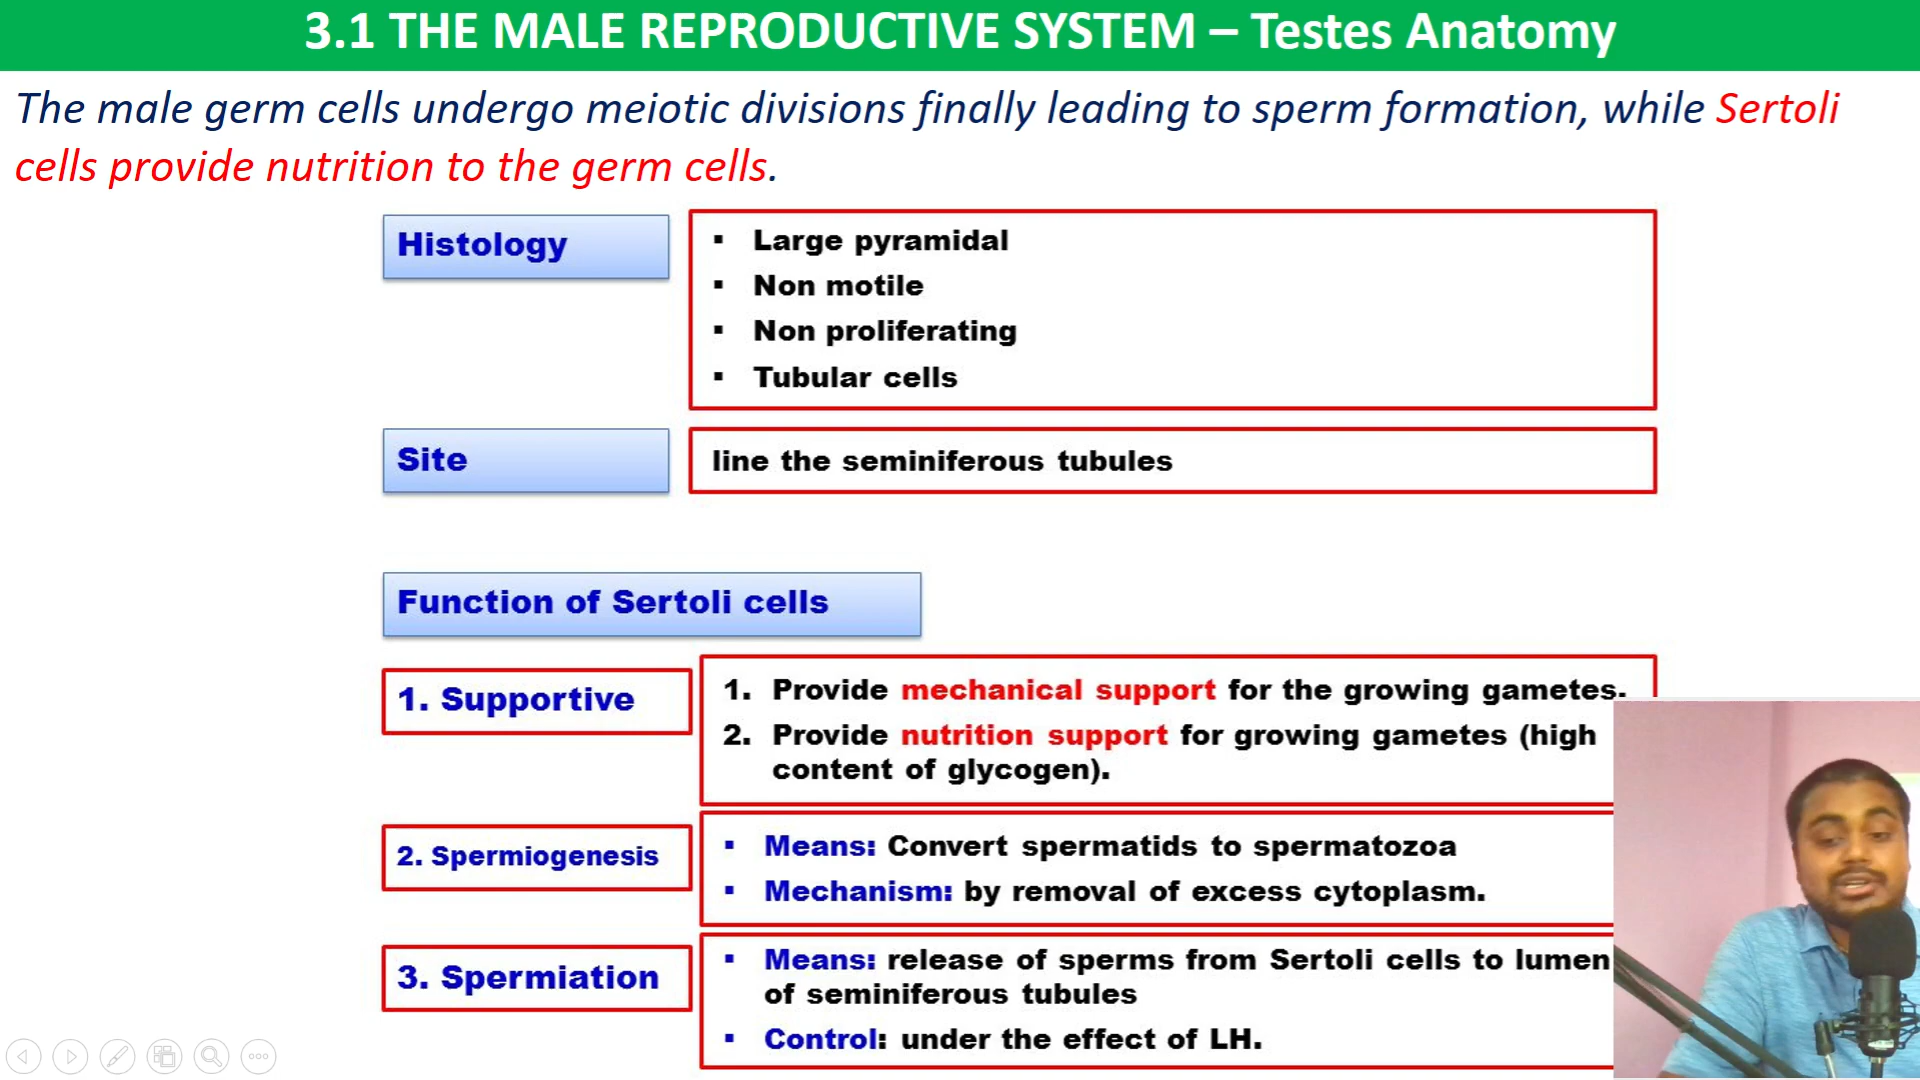 3.1 THE MALE REPRODUCTIVE SYSTEM – Testes Anatomy
The male germ cells undergo meiotic divisions finally leading to sperm formation, while Sertoli
cells provide nutrition to the germ cells.
Histology
▪ Large pyramidal
▪ Non motile
▪ Non proliferating
▪ Tubular cells
Site
line the seminiferous tubules
Function of Sertoli cells
1. Supportive
1. Provide mechanical support for the growing gametes.
2. Provide nutrition support for growing gametes (high
content of glycogen).
2. Spermiogenesis
▪ Means: Convert spermatids to spermatozoa
▪ Mechanism: by removal of excess cytoplasm.
3. Spermiation
▪ Means: release of sperms from Sertoli cells to lumen
of seminiferous tubules
▪ Control: under the effect of LH.